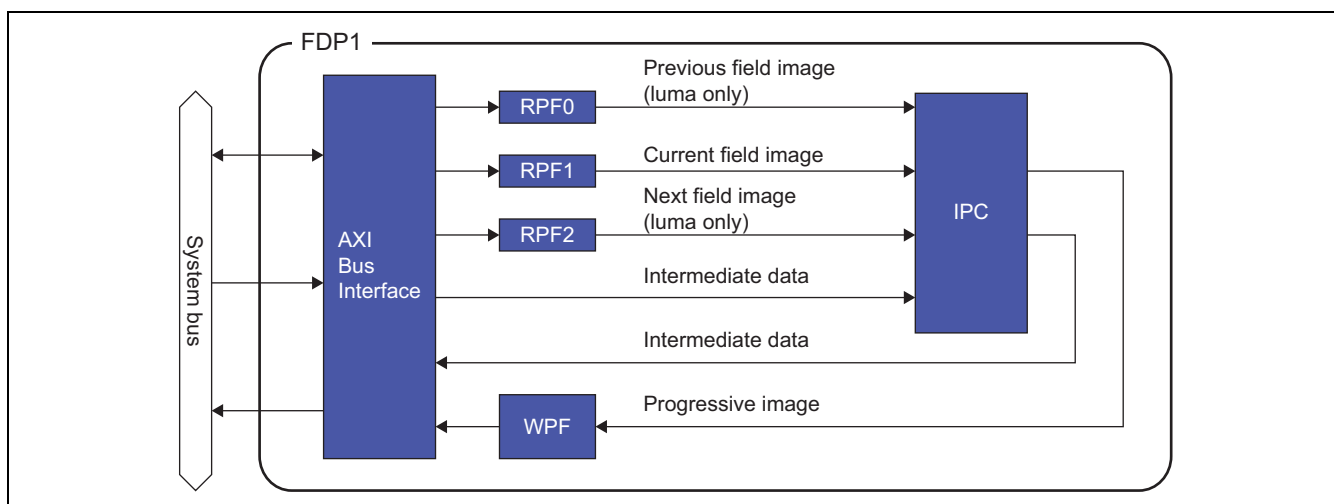 FDP1
System bus
AXI
Bus
Interface
RPF0
Previous field image
(luma only)
RPF1
Current field image
RPF2
Next field image
(luma only)
Intermediate data
Intermediate data
WPF
Progressive image
IPC